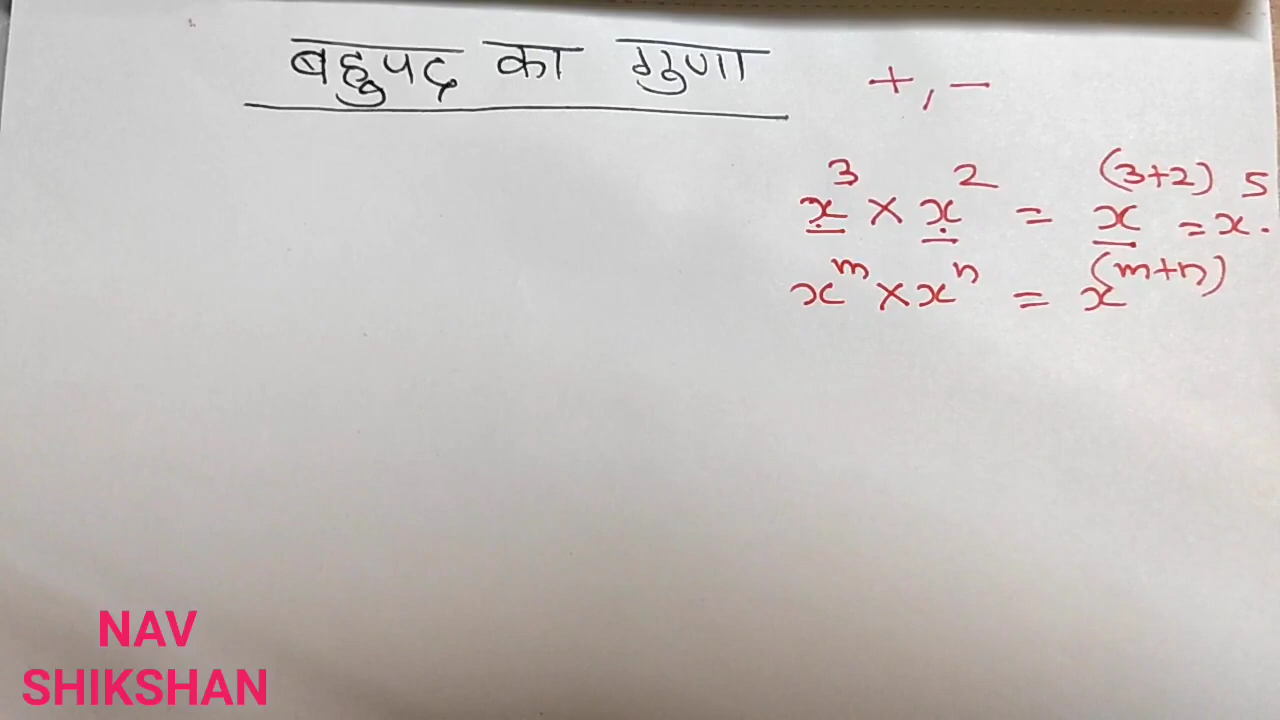 बहुपद का गुणा
+, −
x³ × x² = x⁽³⁺²⁾ = x⁵.
xᵐ × xⁿ = x⁽ᵐ⁺ⁿ⁾
NAV
SHIKSHAN